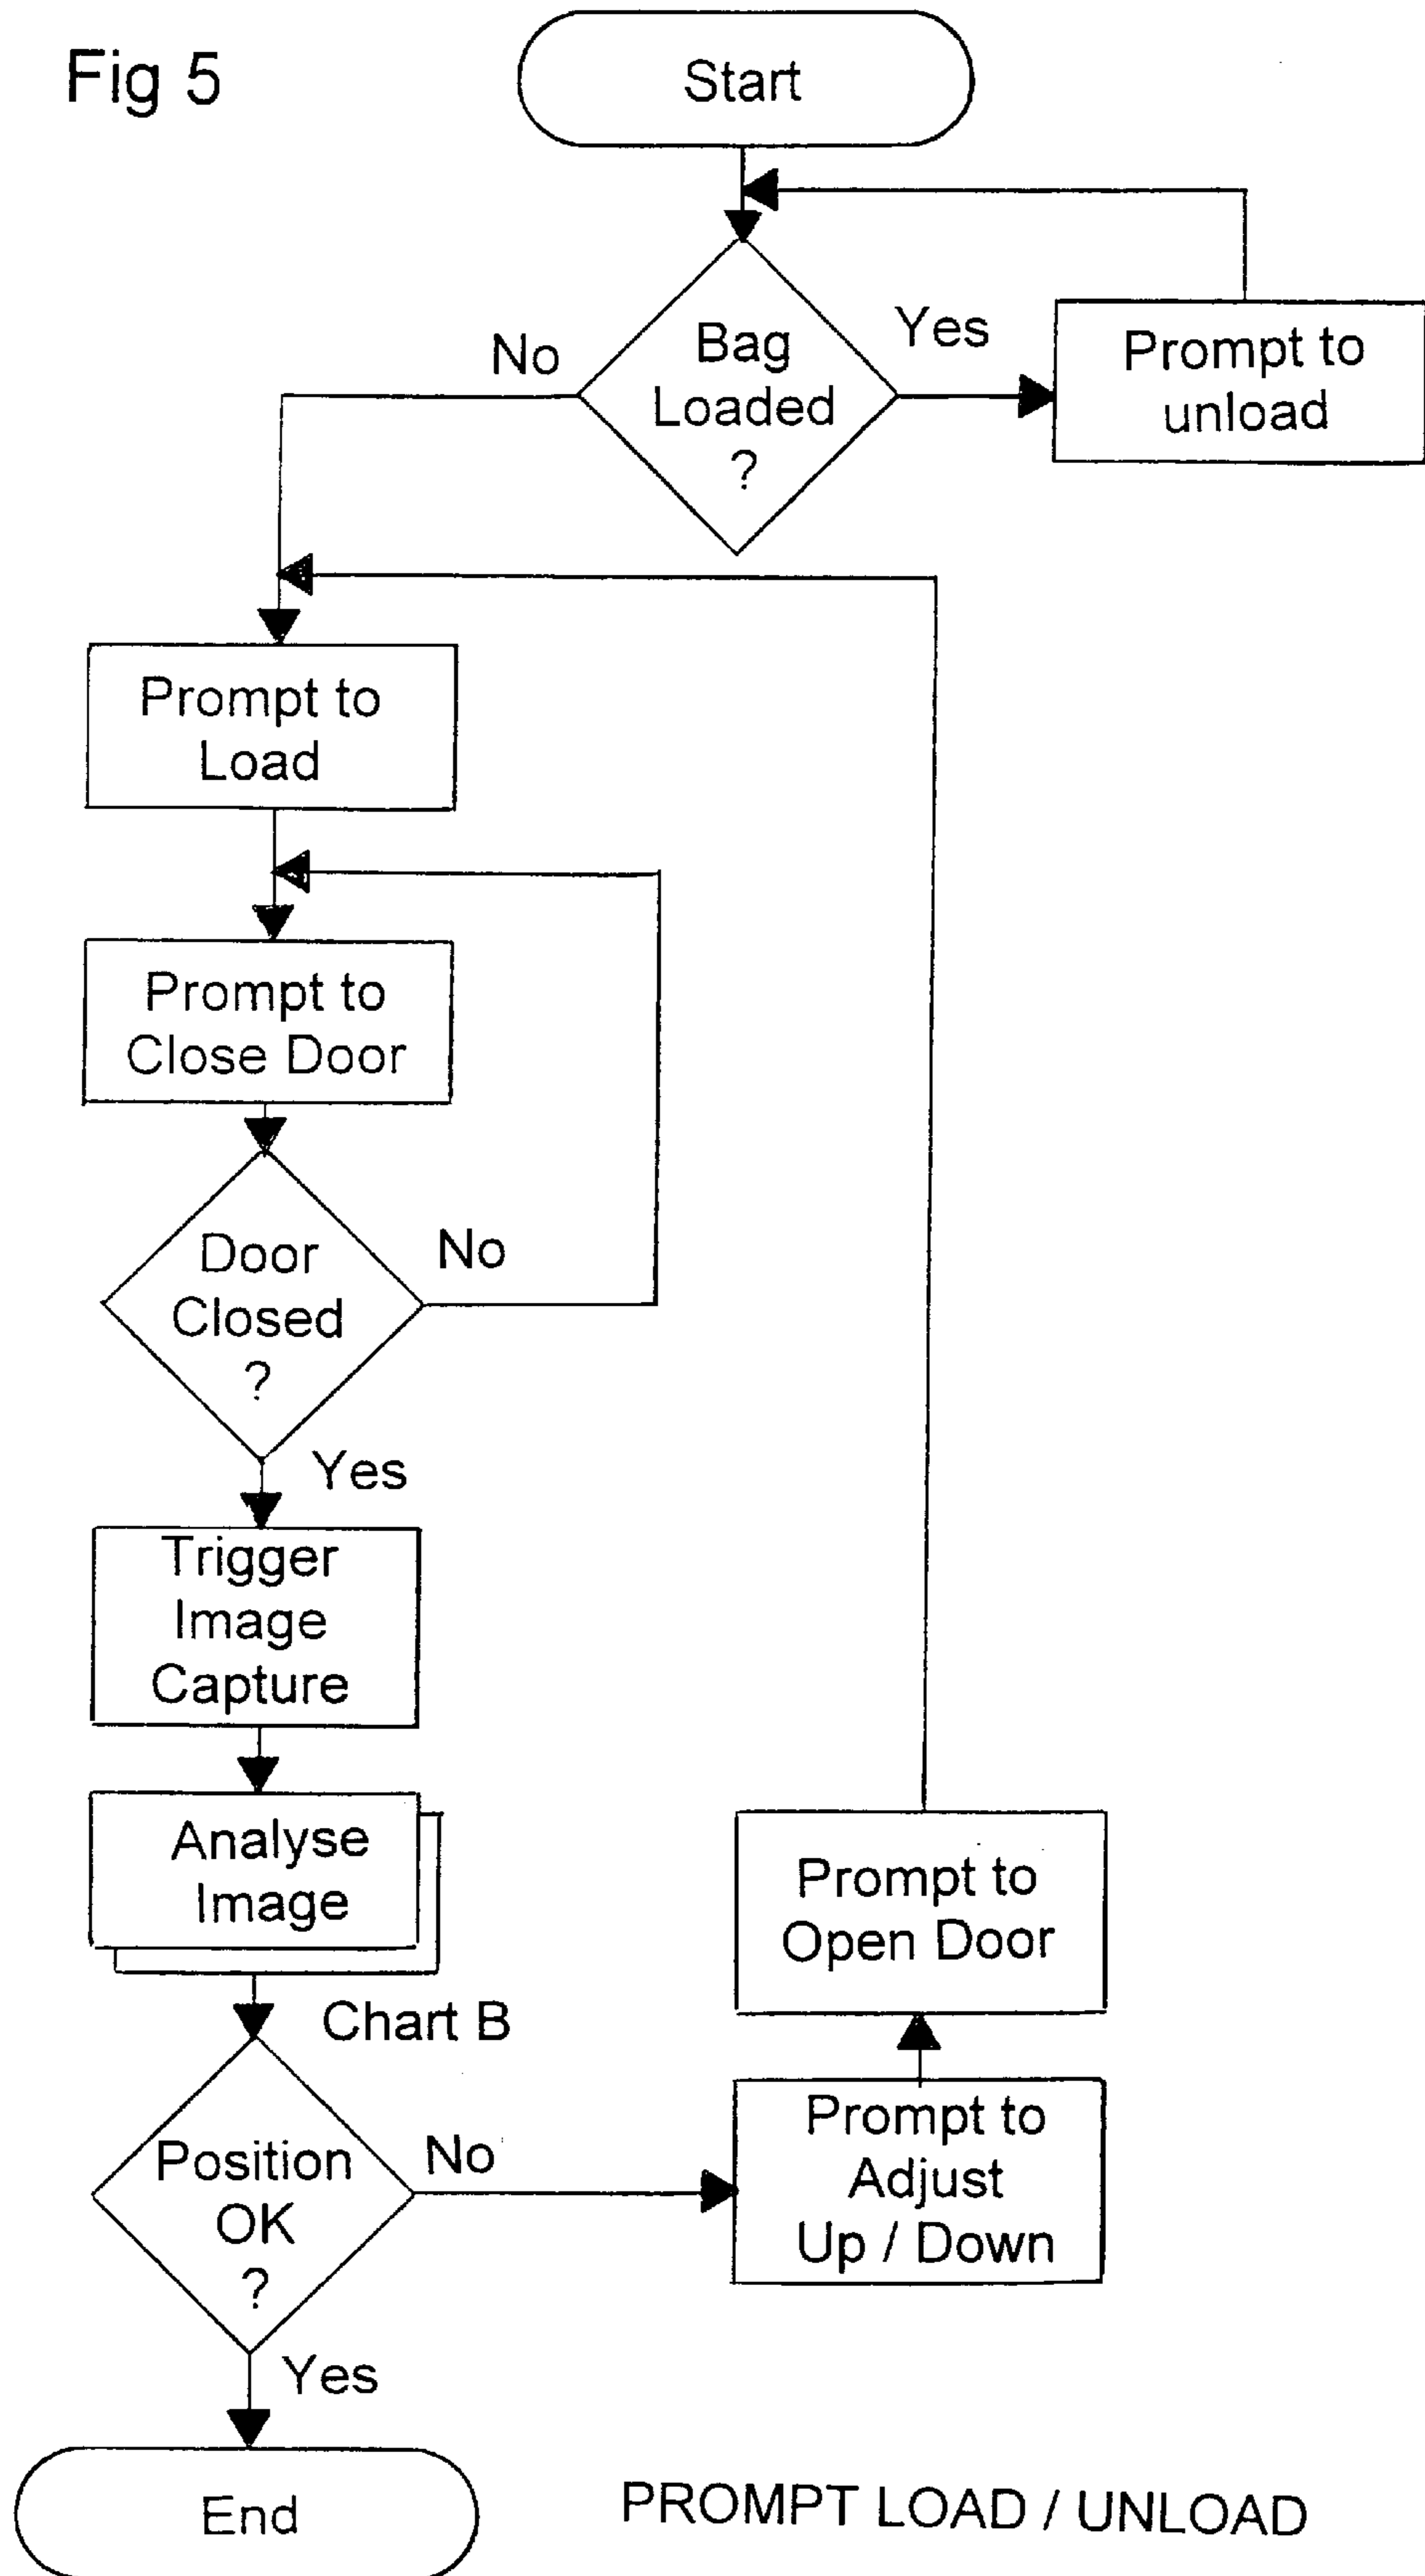 Fig 5
Start
No
Bag
Loaded
?
Yes
Prompt to
unload
Prompt to
Load
Prompt to
Close Door
Door
Closed
?
No
Yes
Trigger
Image
Capture
Analyse
Image
Chart B
Prompt to
Open Door
Position
OK
?
No
Prompt to
Adjust
Up / Down
Yes
End
PROMPT LOAD / UNLOAD